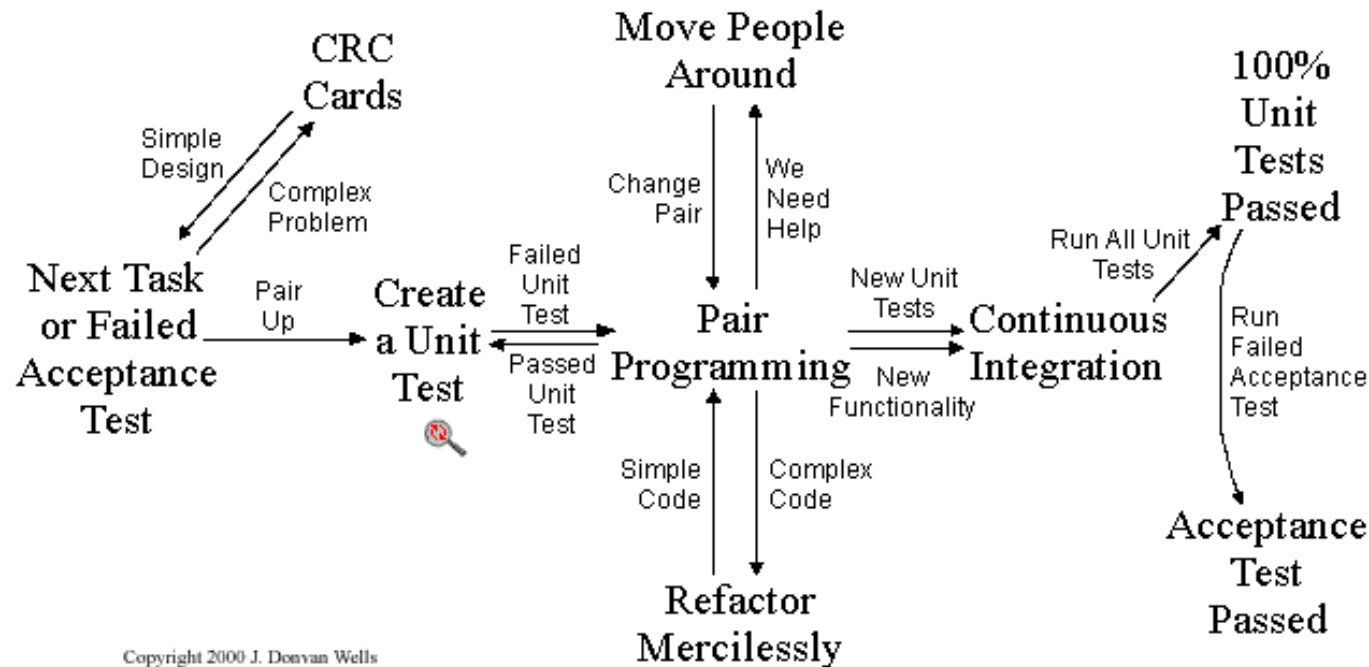 CRC
Cards
Simple
Design
Complex
Problem
Move People
Around
Change
Pair
We
Need
Help
100%
Unit
Tests
Passed
Next Task
or Failed
Acceptance
Test
Pair
Up
Create
a Unit
Test
Failed
Unit
Test
Passed
Unit
Test
Pair
Programming
New Unit
Tests
New
Functionality
Continuous
Integration
Run All Unit
Tests
Run
Failed
Acceptance
Test
Simple
Code
Complex
Code
Refactor
Mercilessly
Acceptance
Test
Passed
Copyright 2000 J. Donvan Wells